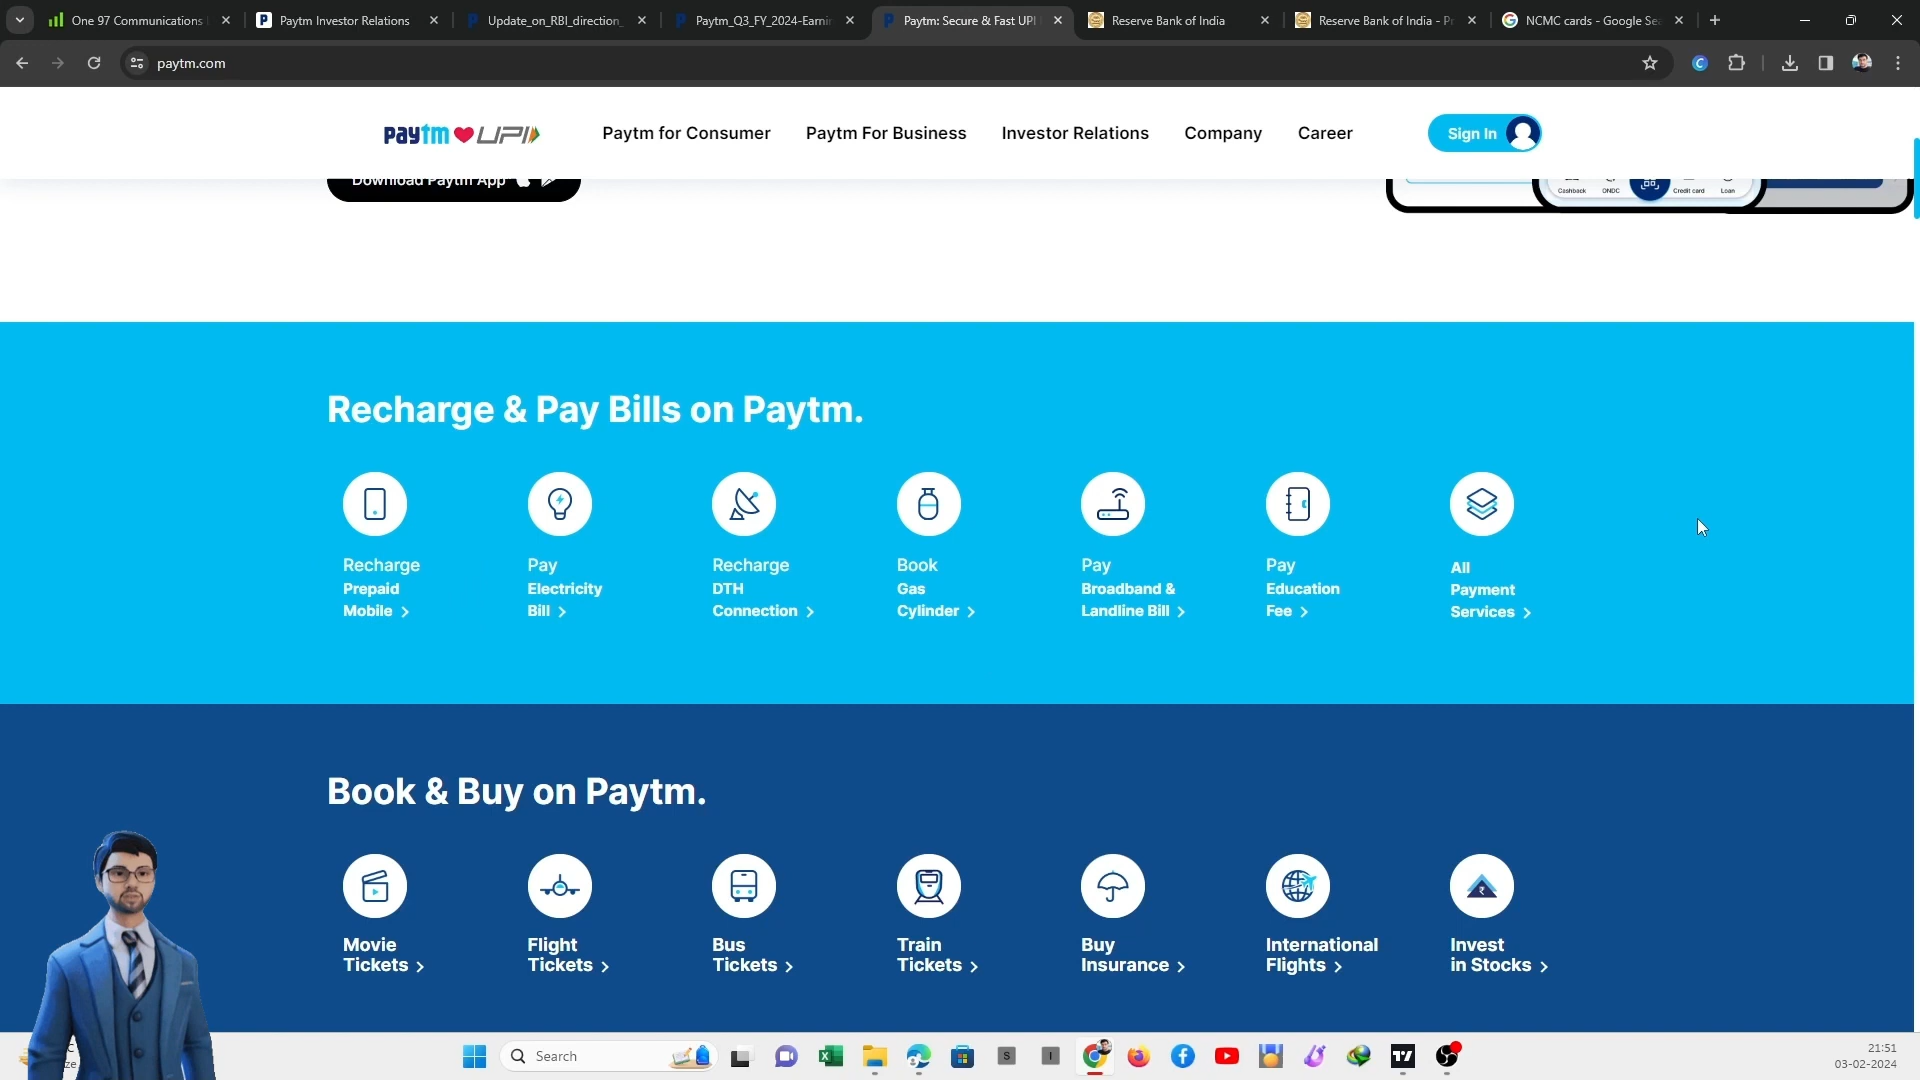 One 97 Communications
Paytm Investor Relations
Update_on_RBI_direction_
Paytm_Q3_FY_2024-Earnin
Paytm: Secure & Fast UPI
Reserve Bank of India
Reserve Bank of India - Pr
NCMC cards - Google Sea
paytm.com
paytm UPI
Paytm for Consumer
Paytm For Business
Investor Relations
Company
Career
Sign In
Download Paytm App
Cashback
ONDC
Credit card
Loan
Recharge & Pay Bills on Paytm.
Recharge
Prepaid
Mobile >
Pay
Electricity
Bill >
Recharge
DTH
Connection >
Book
Gas
Cylinder >
Pay
Broadband &
Landline Bill >
Pay
Education
Fee >
All
Payment
Services >
Book & Buy on Paytm.
Movie
Tickets >
Flight
Tickets >
Bus
Tickets >
Train
Tickets >
Buy
Insurance >
International
Flights >
Invest
in Stocks >
Search
21:51
03-02-2024